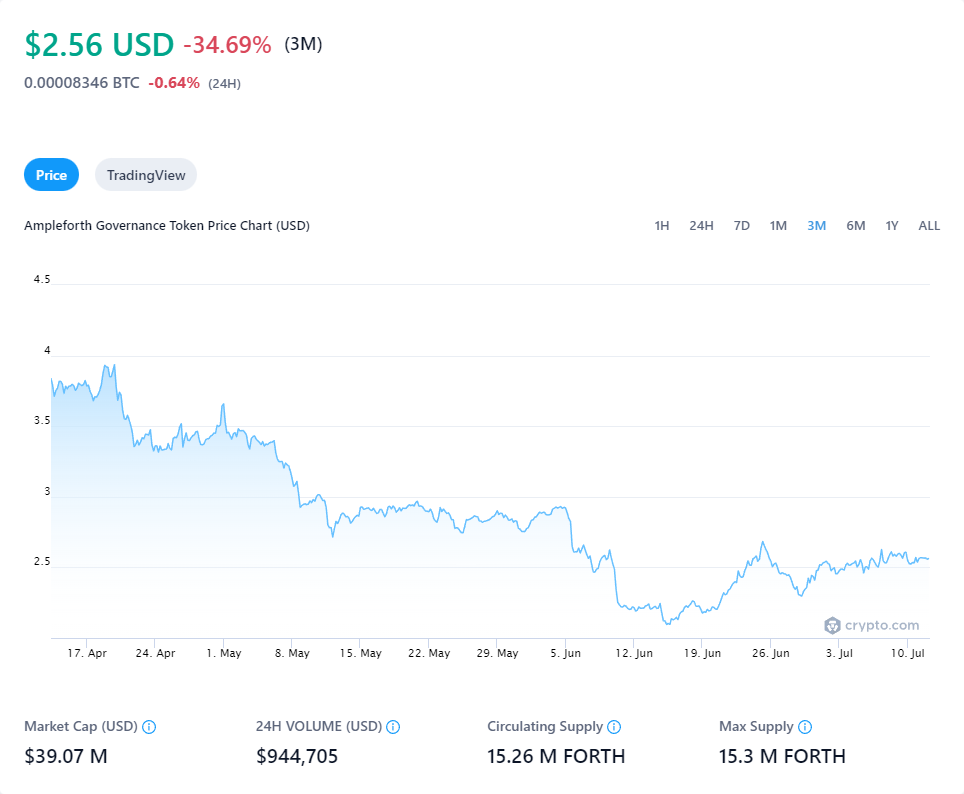 $2.56 USD -34.69% (3M)
0.00008346 BTC -0.64% (24H)
Price TradingView
Ampleforth Governance Token Price Chart (USD) 1H 24H 7D 1M 3M 6M 1Y ALL
4.5
4
3.5
3
2.5
crypto.com
17. Apr 24. Apr 1. May 8. May 15. May 22. May 29. May 5. Jun 12. Jun 19. Jun 26. Jun 3. Jul 10. Jul
Market Cap (USD) 24H VOLUME (USD) Circulating Supply Max Supply
$39.07 M $944,705 15.26 M FORTH 15.3 M FORTH